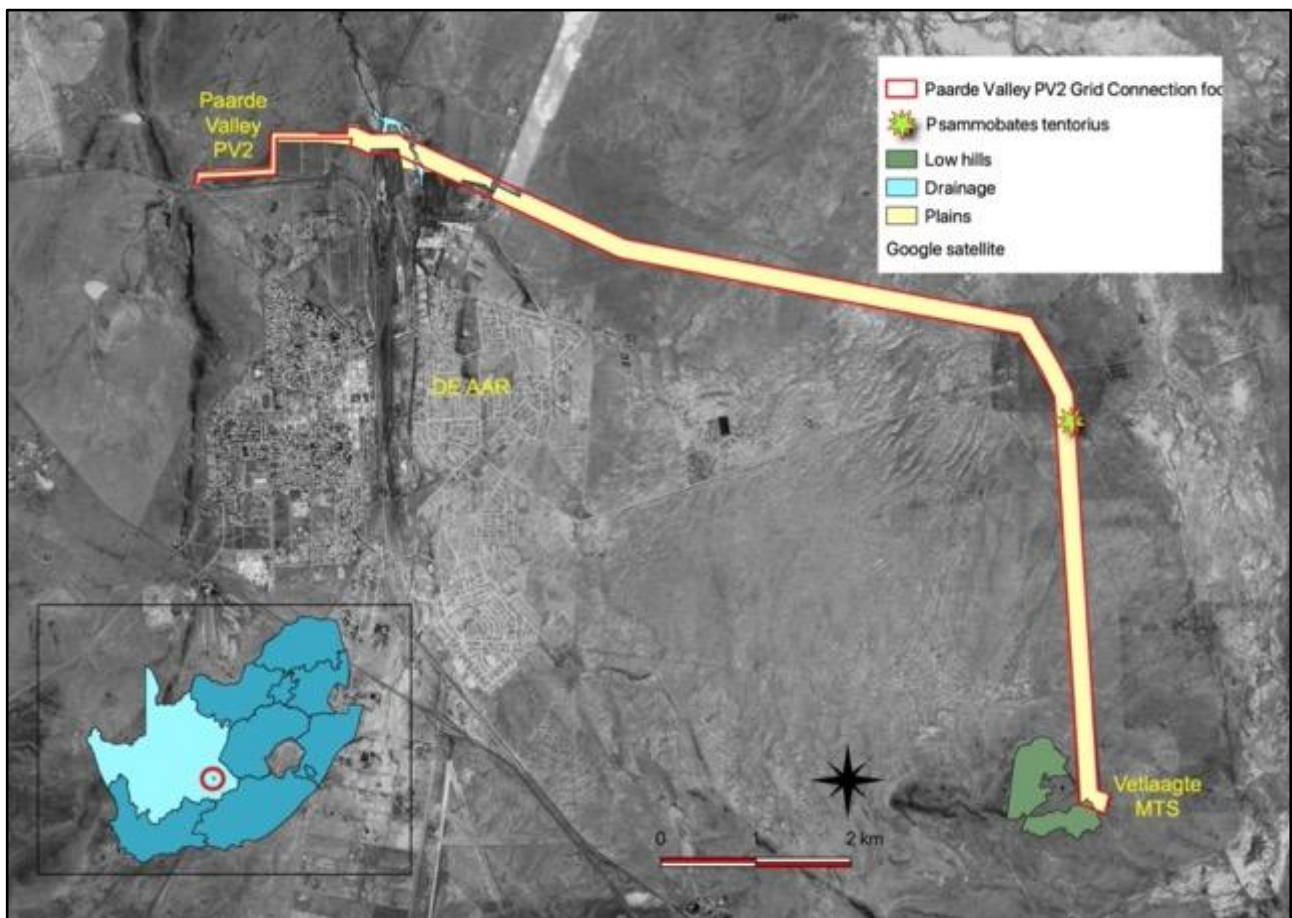 Paarde
Valley
PV2
Paarde Valley PV2 Grid Connection foo
Psammobates tentorius
Low hills
Drainage
Plains
Google satellite
DE AAR
Vetlaagte
MTS
0 1 2 km